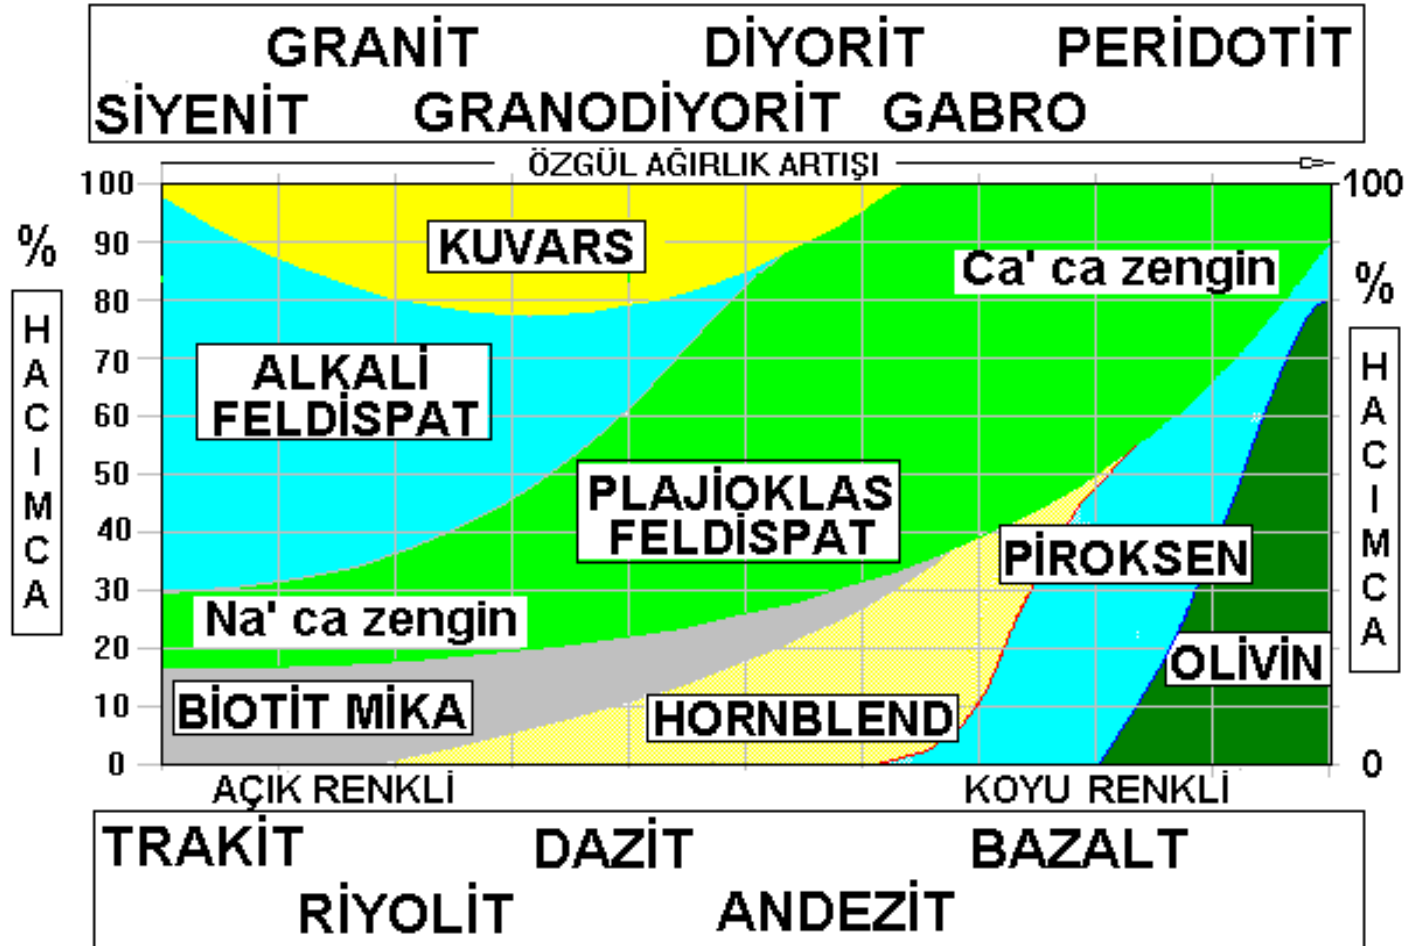 GRANİT DİYORİT PERİDOTİT
SİYENİT GRANODİYORİT GABRO
ÖZGÜL AĞIRLIK ARTIŞI
100
90
80
70
60
50
40
30
20
10
0
%
H
A
C
I
M
C
A
KUVARS
Ca' ca zengin
ALKALİ
FELDİSPAT
PLAJİOKLAS
FELDİSPAT
PİROKSEN
Na' ca zengin
OLİVİN
BİOTİT MİKA
HORNBLEND
100
%
H
A
C
I
M
C
A
0
AÇIK RENKLİ KOYU RENKLİ
TRAKİT DAZİT BAZALT
RİYOLİT ANDEZİT